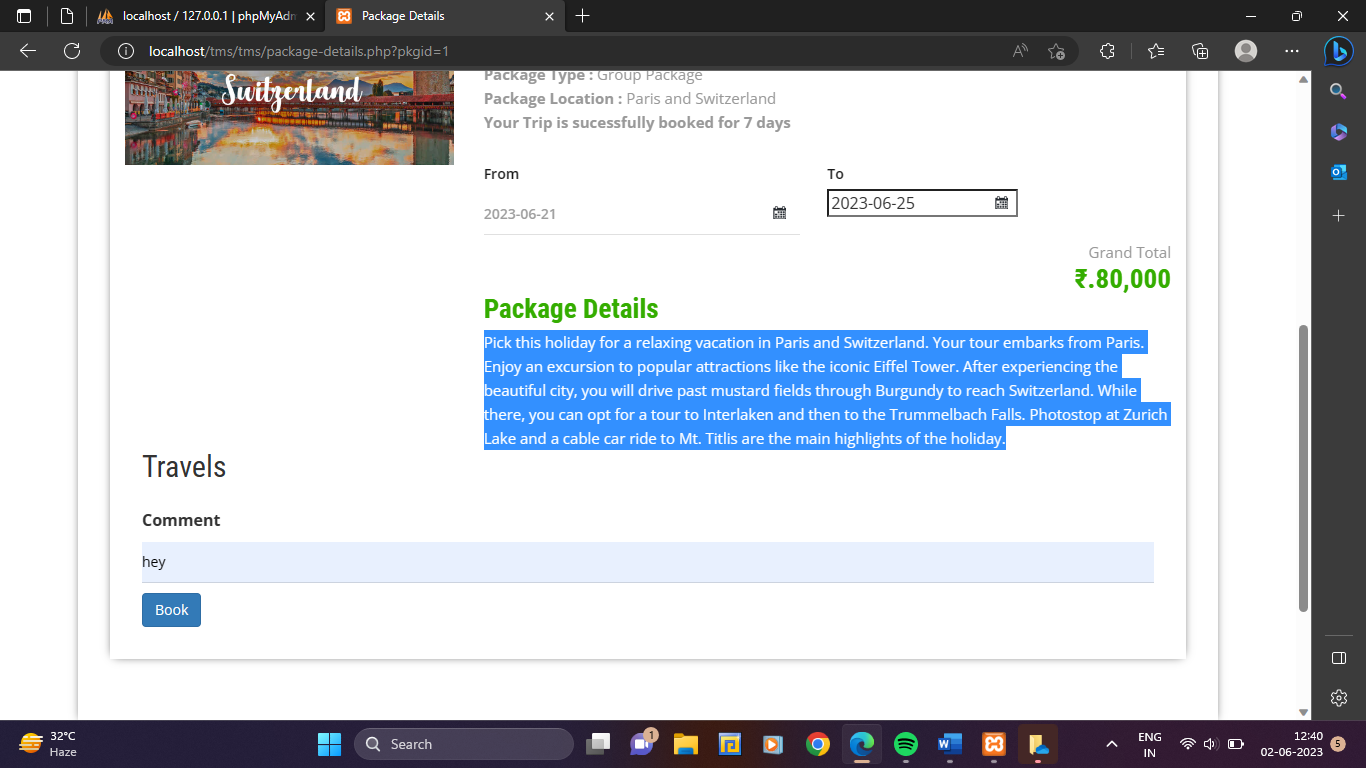 localhost / 127.0.0.1 | phpMyAdm
Package Details
localhost/tms/tms/package-details.php?pkgid=1
Switzerland
Package Type : Group Package
Package Location : Paris and Switzerland
Your Trip is sucessfully booked for 7 days
From
To
2023-06-21
2023-06-25
Grand Total
₹.80,000
Package Details
Pick this holiday for a relaxing vacation in Paris and Switzerland. Your tour embarks from Paris.
Enjoy an excursion to popular attractions like the iconic Eiffel Tower. After experiencing the
beautiful city, you will drive past mustard fields through Burgundy to reach Switzerland. While
there, you can opt for a tour to Interlaken and then to the Trummelbach Falls. Photostop at Zurich
Lake and a cable car ride to Mt. Titlis are the main highlights of the holiday.
Travels
Comment
hey
Book
32°C
Haze
Search
1
ENG
IN
12:40
02-06-2023
5